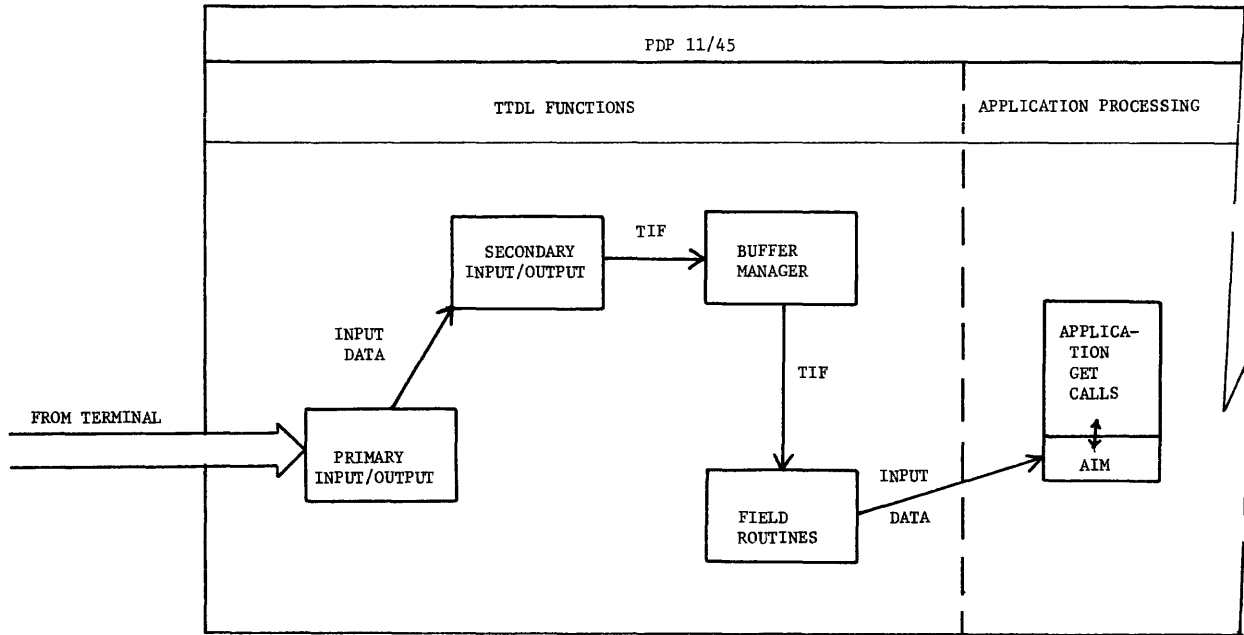 PDP 11/45
TTDL FUNCTIONS
APPLICATION PROCESSING
SECONDARY
INPUT/OUTPUT
TIF
BUFFER
MANAGER
INPUT
DATA
TIF
APPLICA-
TION
GET
CALLS
AIM
FROM TERMINAL
PRIMARY
INPUT/OUTPUT
FIELD
ROUTINES
INPUT
DATA